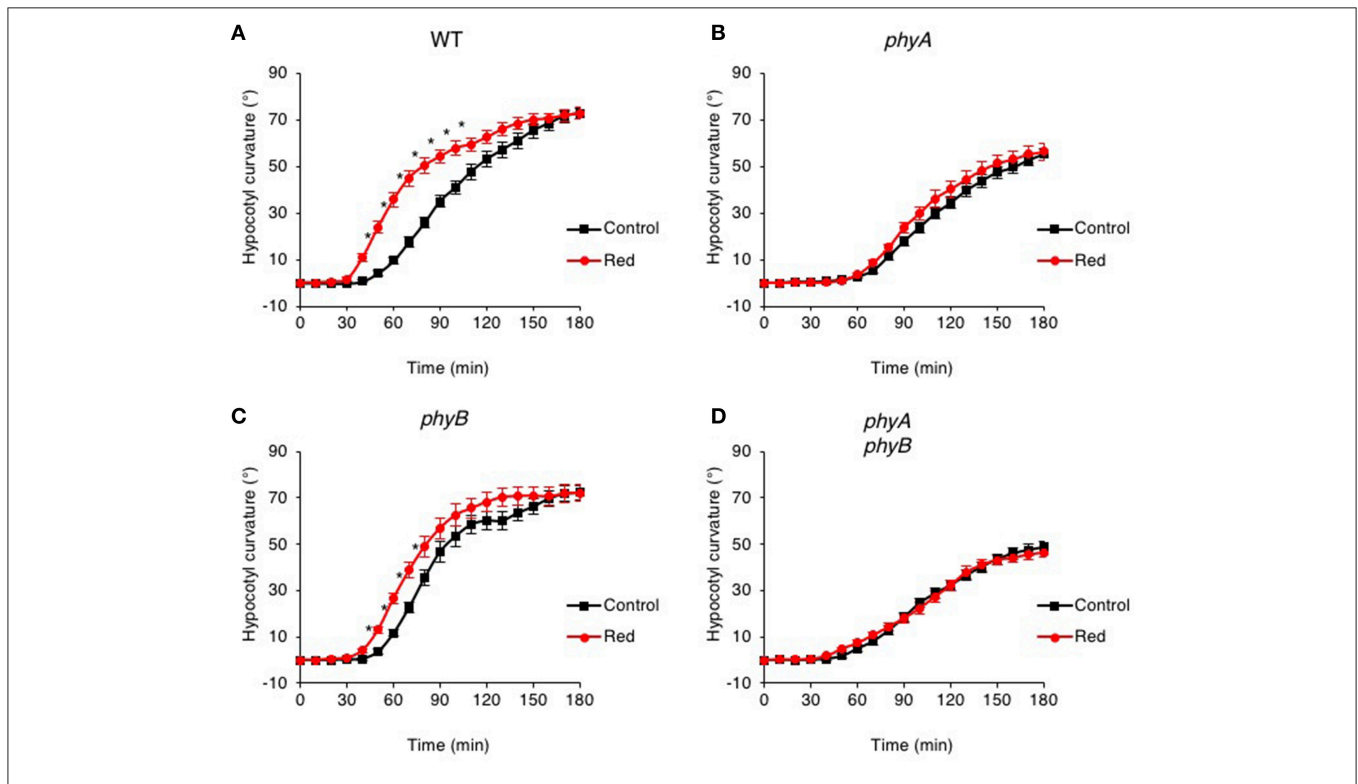 A
WT
Hypocotyl curvature (°)
90
70
50
30
10
-10
0 30 60 90 120 150 180
Time (min)
* * * * * * *
Control
Red
B
phyA
Hypocotyl curvature (°)
90
70
50
30
10
-10
0 30 60 90 120 150 180
Time (min)
Control
Red
C
phyB
Hypocotyl curvature (°)
90
70
50
30
10
-10
0 30 60 90 120 150 180
Time (min)
* * * *
Control
Red
D
phyA
phyB
Hypocotyl curvature (°)
90
70
50
30
10
-10
0 30 60 90 120 150 180
Time (min)
Control
Red